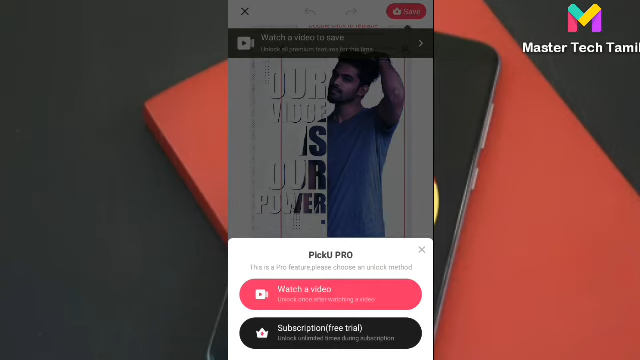 Save
Watch a video to save
Unlock all premium features for this time
Master Tech Tamil
OUR
IS
OUR
POWER
PickU PRO
This is a Pro feature,please choose an unlock method
Watch a video
Unlock once after watching a video
Subscription(free trial)
Unlock unlimited times during subscription